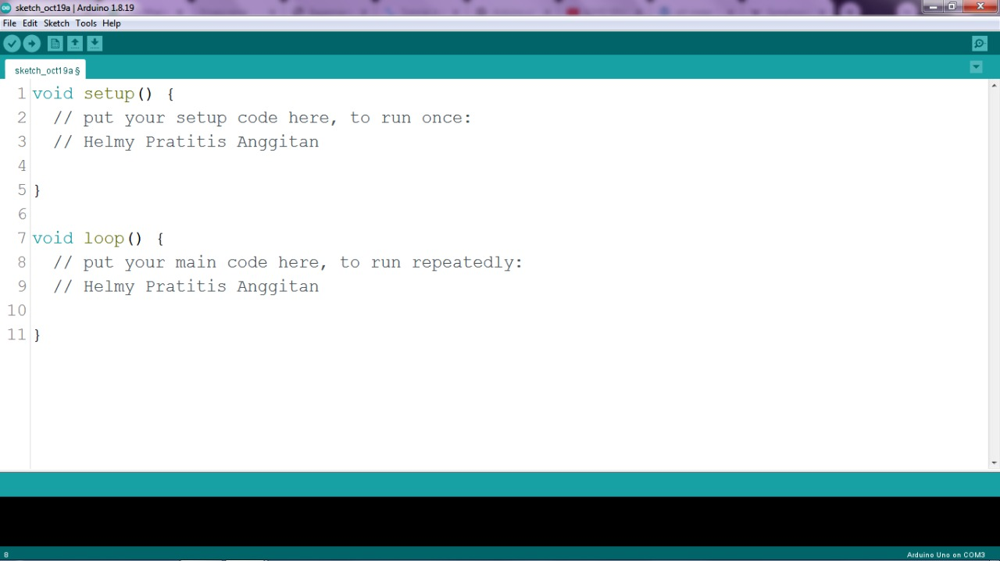 sketch_oct19a | Arduino 1.8.19
File Edit Sketch Tools Help
sketch_oct19a §
1 void setup() {
2 // put your setup code here, to run once:
3 // Helmy Pratitis Anggitan
4
5 }
6
7 void loop() {
8 // put your main code here, to run repeatedly:
9 // Helmy Pratitis Anggitan
10
11 }
8
Arduino Uno on COM3